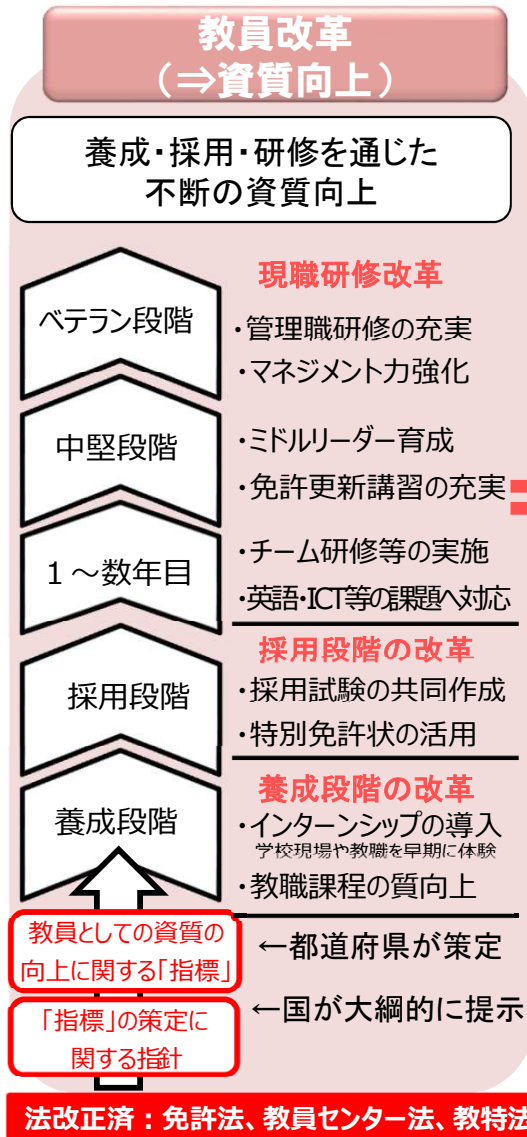 教員改革
(⇒資質向上)
養成・採用・研修を通じた
不断の資質向上
現職研修改革
ベテラン段階
・管理職研修の充実
・マネジメント力強化
中堅段階
・ミドルリーダー育成
・免許更新講習の充実
1～数年目
・チーム研修等の実施
・英語・ICT等の課題へ対応
採用段階の改革
採用段階
・採用試験の共同作成
・特別免許状の活用
養成段階の改革
養成段階
・インターンシップの導入
学校現場や教職を早期に体験
・教職課程の質向上
教員としての資質の
向上に関する「指標」
←都道府県が策定
「指標」の策定に
関する指針
←国が大綱的に提示
法改正済：免許法、教員センター法、教特法